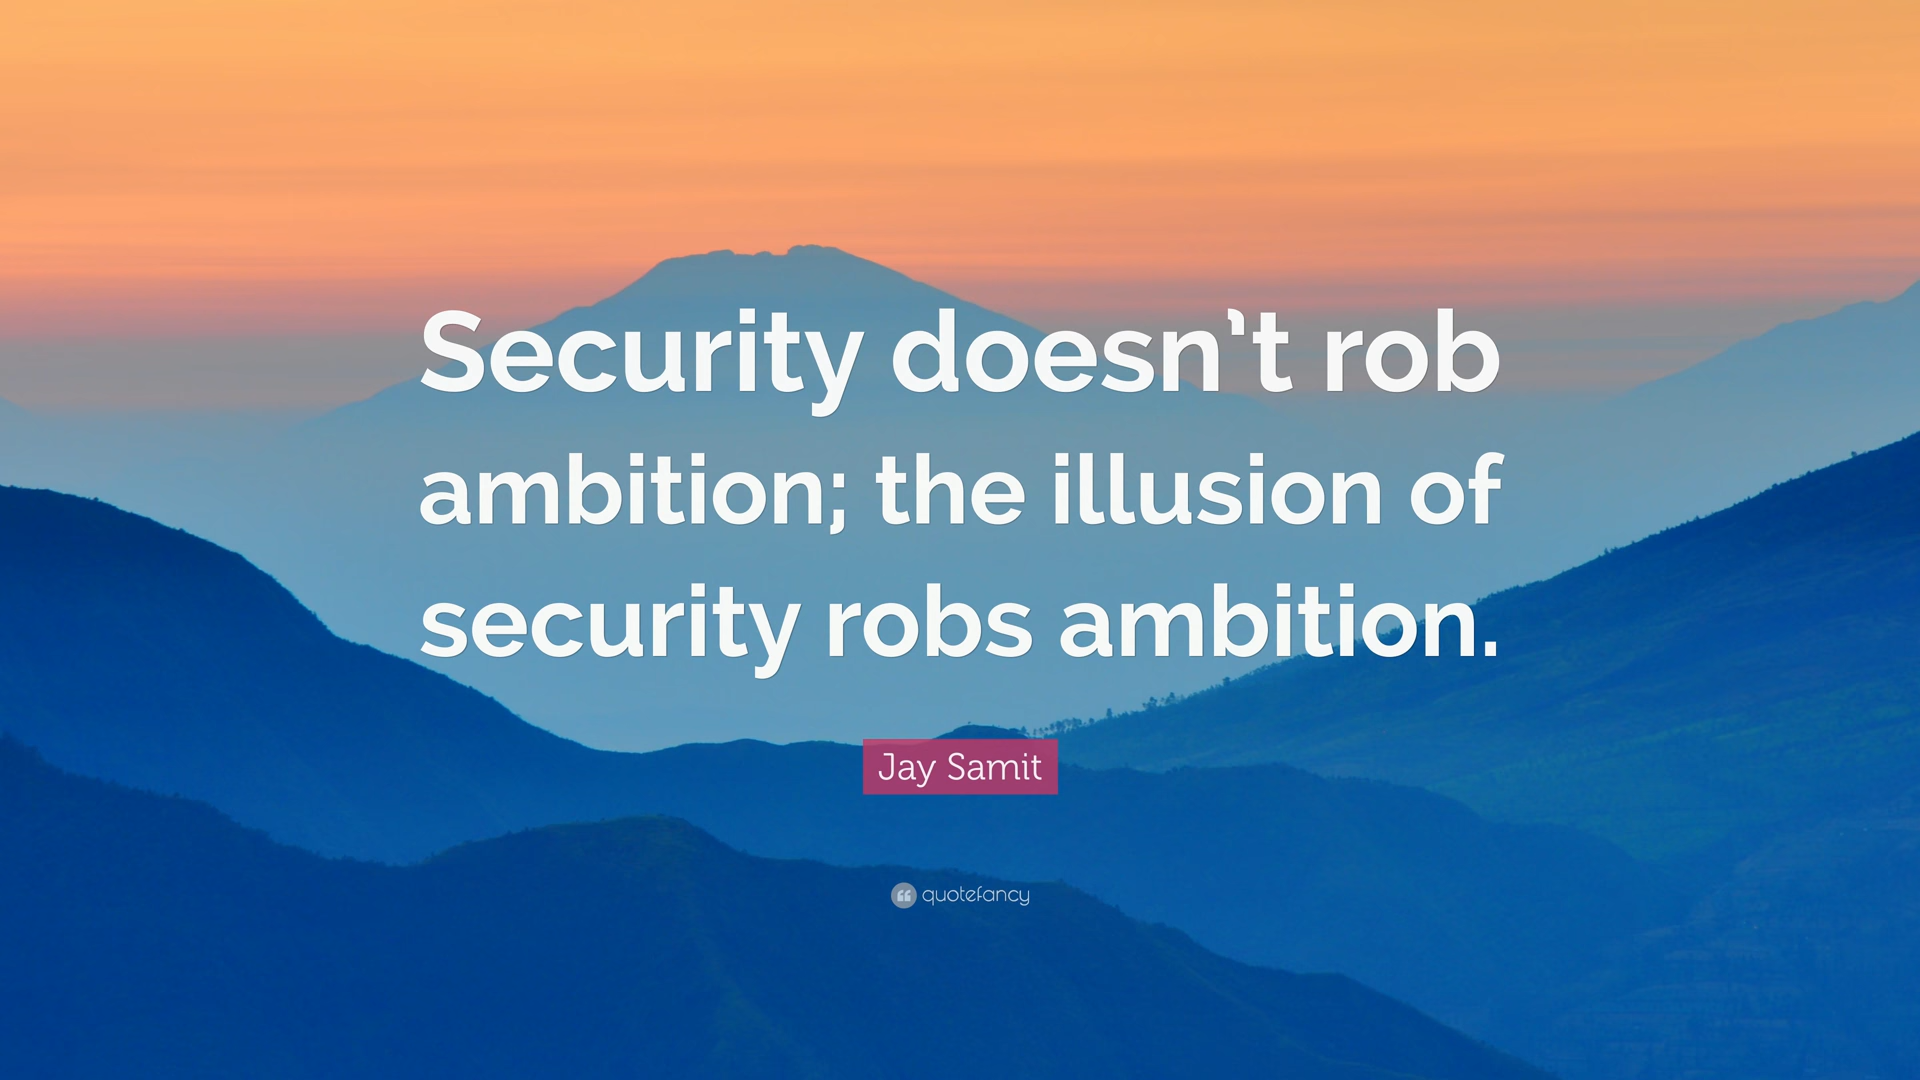 Security doesn’t rob
ambition; the illusion of
security robs ambition.
Jay Samit
quotefancy